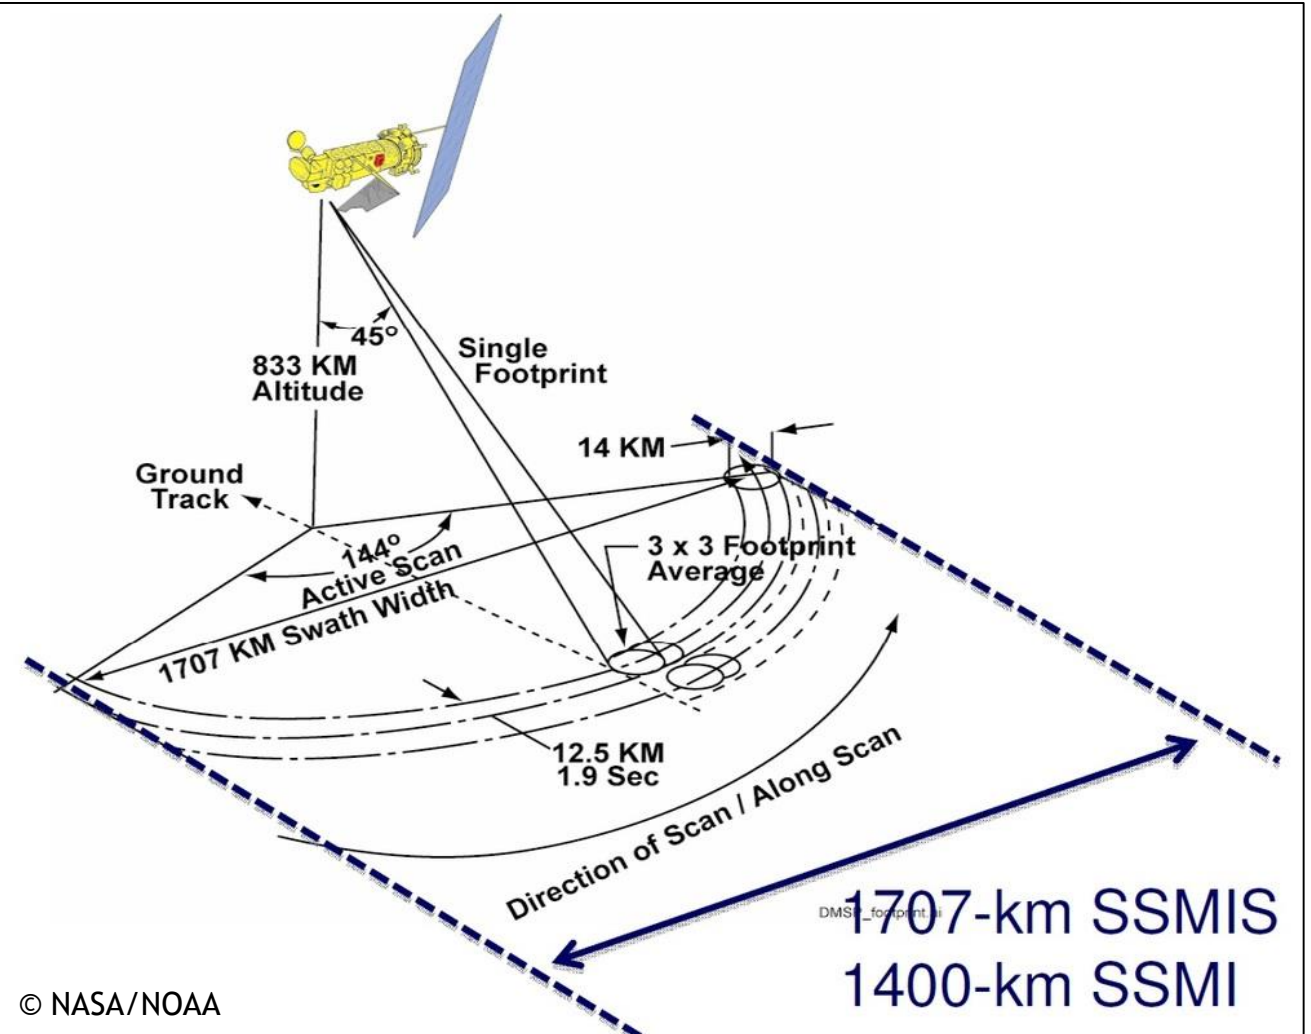 45°
833 KM
Altitude
Single
Footprint
14 KM
Ground
Track
144°
Active Scan
1707 KM Swath Width
3 x 3 Footprint
Average
12.5 KM
1.9 Sec
Direction of Scan / Along Scan
DMSP_footprint.ai
1707-km SSMIS
1400-km SSMI
© NASA/NOAA